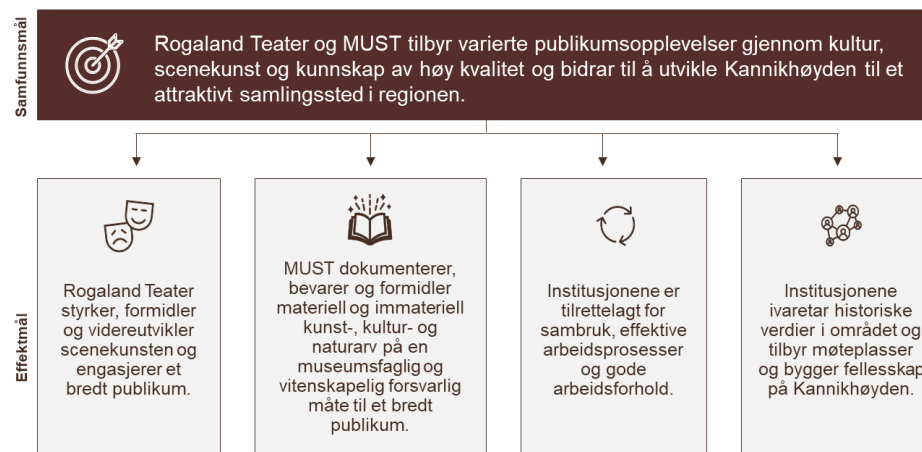 Samfunnsmål
Rogaland Teater og MUST tilbyr varierte publikumsopplevelser gjennom kultur,
scenekunst og kunnskap av høy kvalitet og bidrar til å utvikle Kannikhøyden til et
attraktivt samlingssted i regionen.
Effektmål
Rogaland Teater
styrker, formidler
og videreutvikler
scenekunsten og
engasjerer et
bredt publikum.
MUST dokumenterer,
bevarer og formidler
materiell og immateriell
kunst-, kultur- og
naturarv på en
museumsfaglig og
vitenskapelig forsvarlig
måte til et bredt
publikum.
Institusjonene er
tilrettelagt for
sambruk, effektive
arbeidsprosesser
og gode
arbeidsforhold.
Institusjonene
ivaretar historiske
verdier i området og
tilbyr møteplasser
og bygger fellesskap
på Kannikhøyden.